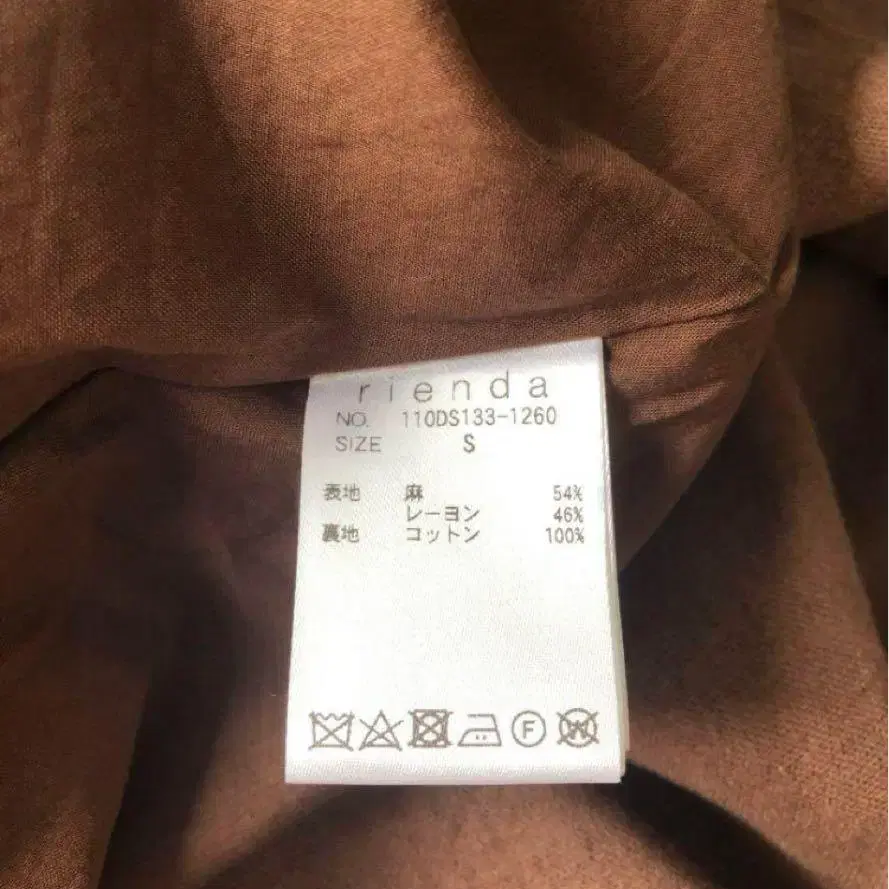 rienda
NO. 110DS133-1260
SIZE S
表地 麻 54%
レーヨン 46%
裏地 コットン 100%
F W